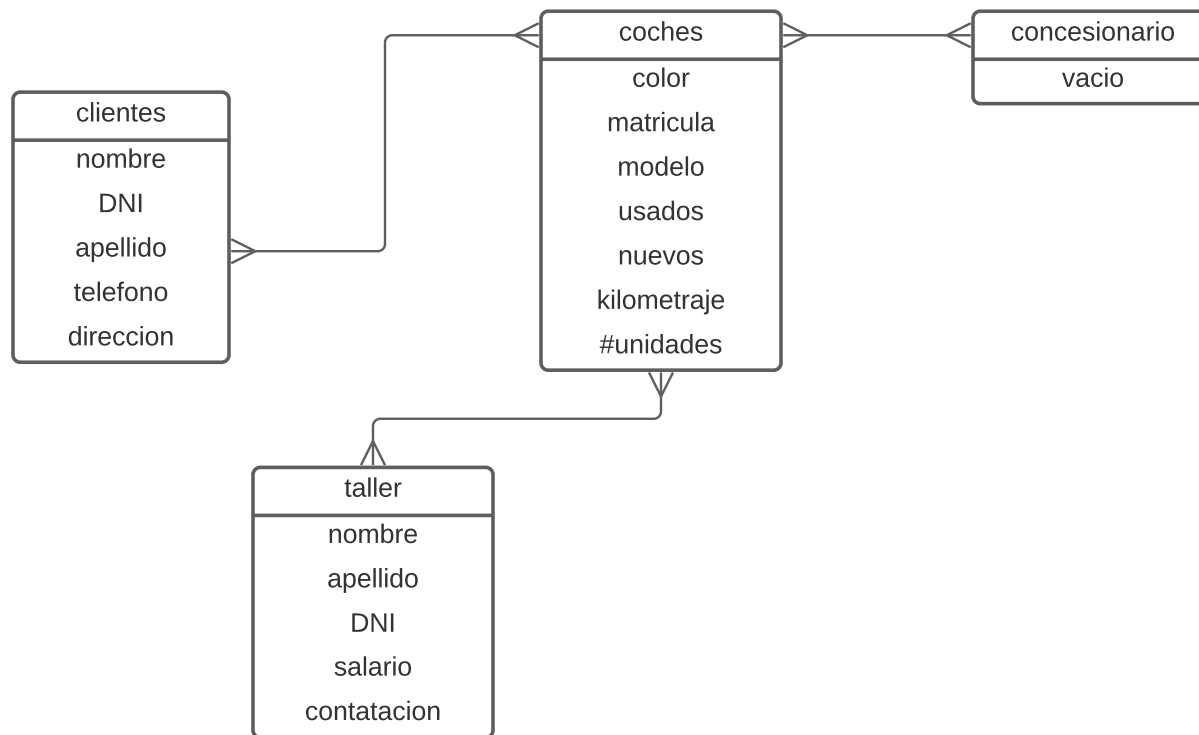 clientes
nombre
DNI
apellido
telefono
direccion
coches
color
matricula
modelo
usados
nuevos
kilometraje
#unidades
concesionario
vacio
taller
nombre
apellido
DNI
salario
contatacion